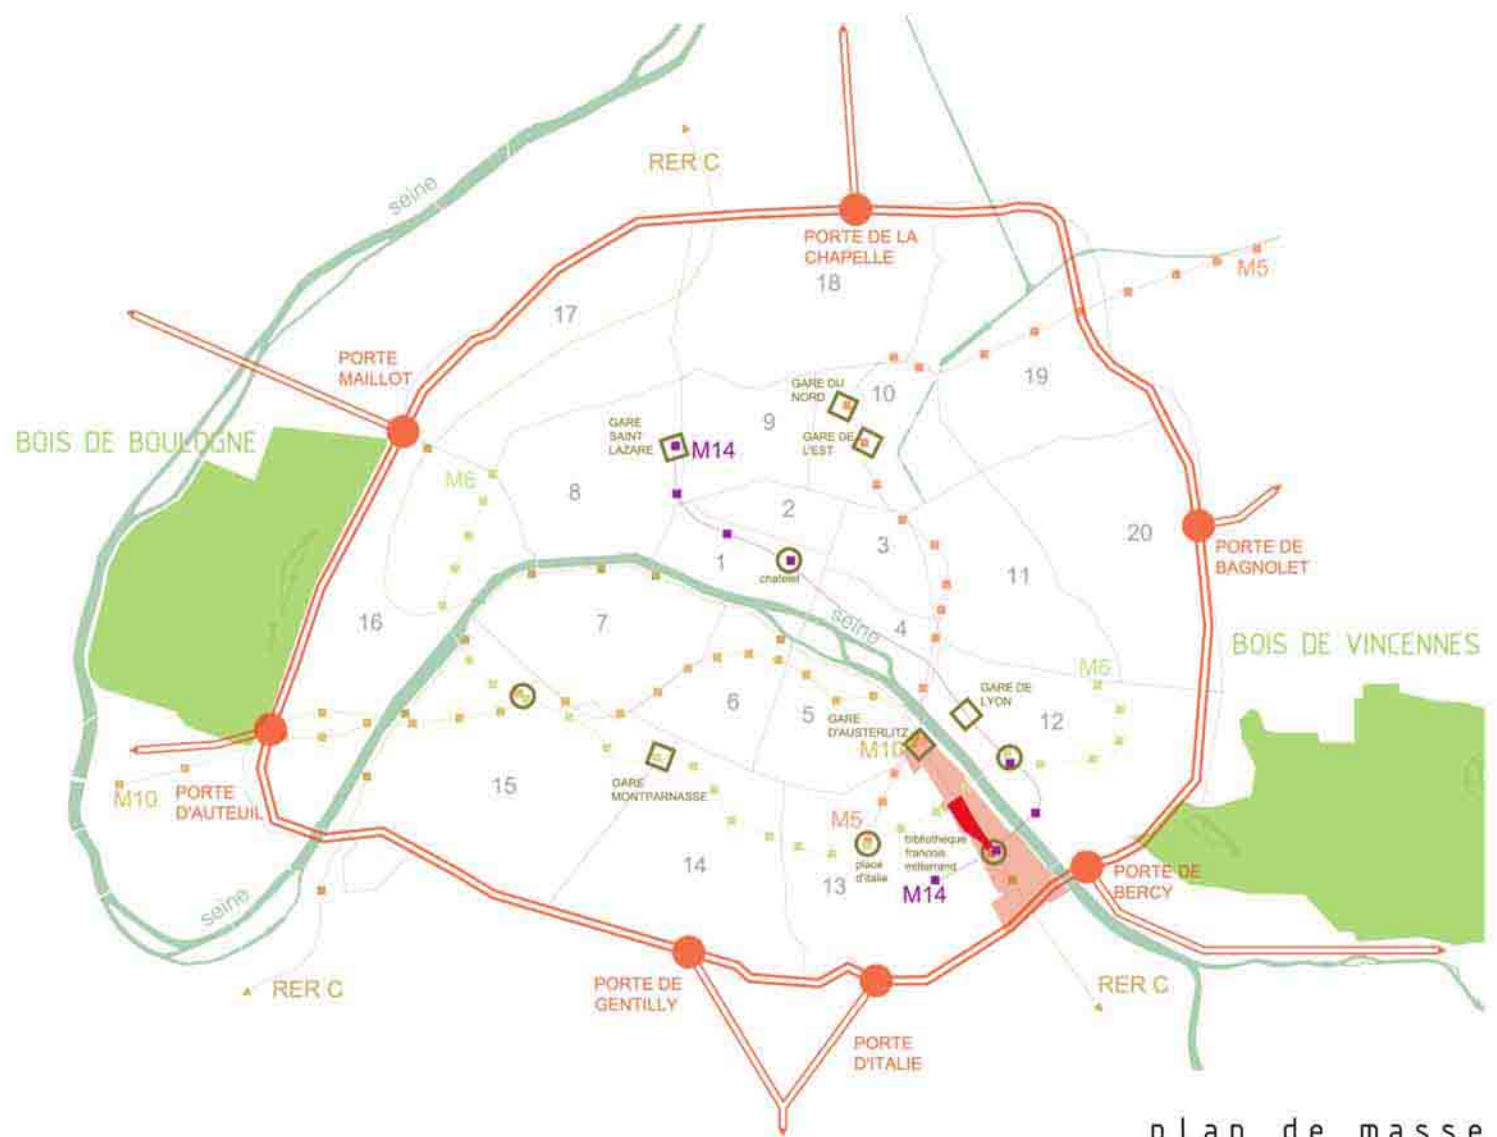 RER C
seine
PORTE DE LA
CHAPELLE
M5
18
17
PORTE
MAILLOT
19
GARE DU
NORD
10
9
BOIS DE BOULOGNE
GARE
SAINT
LAZARE
M14
GARE DE
L'EST
M6
8
2
3
20
PORTE DE
BAGNOLET
1
chatelet
11
16
7
seine
4
BOIS DE VINCENNES
M6
6
5
GARE DE
LYON
12
GARE
D'AUSTERLITZ
M10
15
GARE
MONTPARNASSE
M10
PORTE
D'AUTEUIL
M5
place
d'italie
bibliotheque
francois
mitterrand
14
13
M14
PORTE DE
BERCY
seine
RER C
PORTE DE
GENTILLY
RER C
PORTE
D'ITALIE
plan de masse